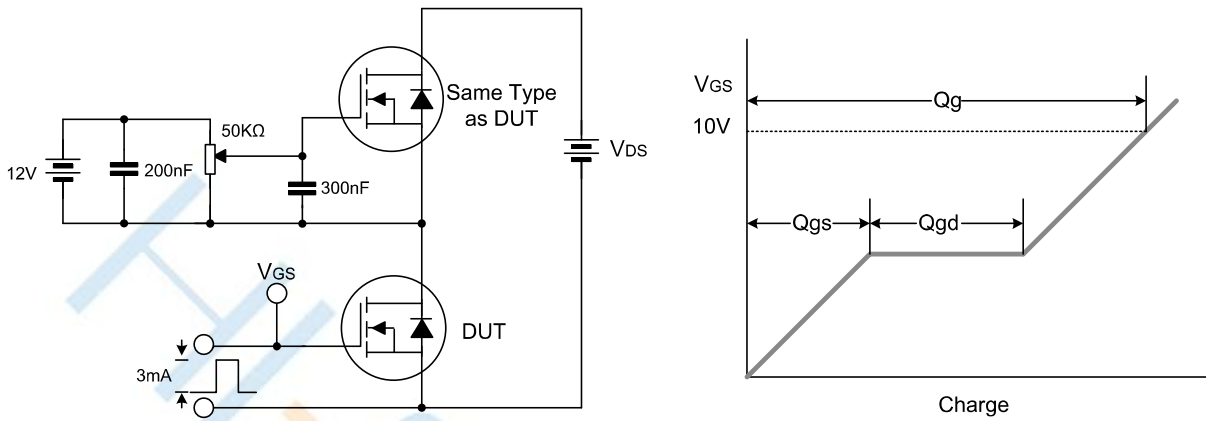 Same Type
as DUT
50KΩ
12V
200nF
300nF
VDS
VGS
DUT
3mA
VGS
10V
Qg
Qgs
Qgd
Charge